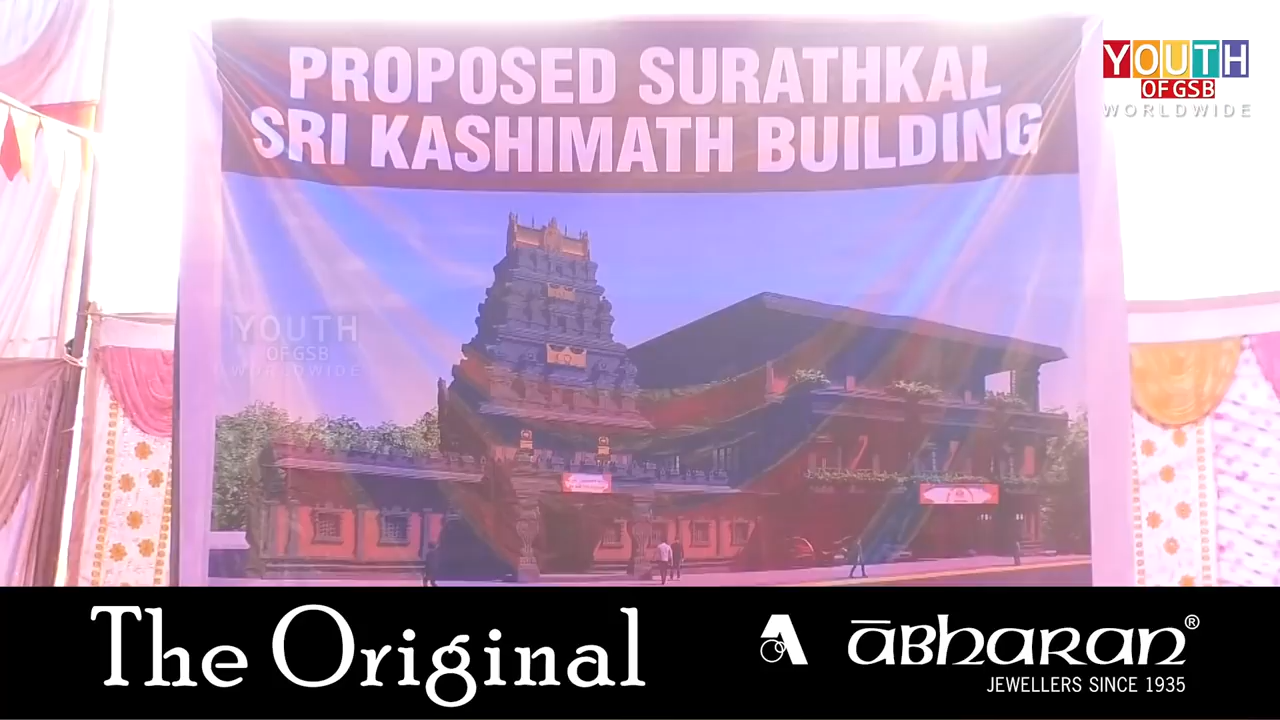 PROPOSED SURATHKAL
SRI KASHIMATH BUILDING
YOUTH
OF GSB
WORLDWIDE
YOUTH
OF GSB
WORLDWIDE
The Original
ābharan®
JEWELLERS SINCE 1935